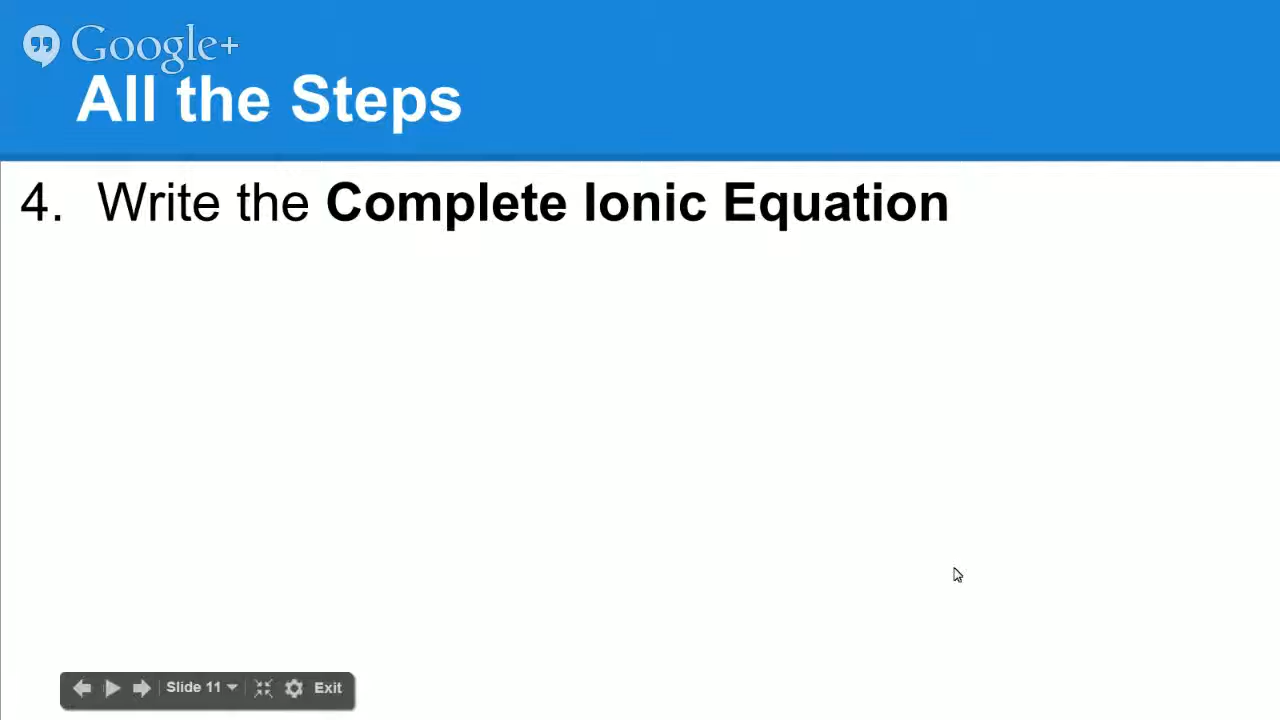 Google+
All the Steps
4. Write the Complete Ionic Equation
Slide 11
Exit